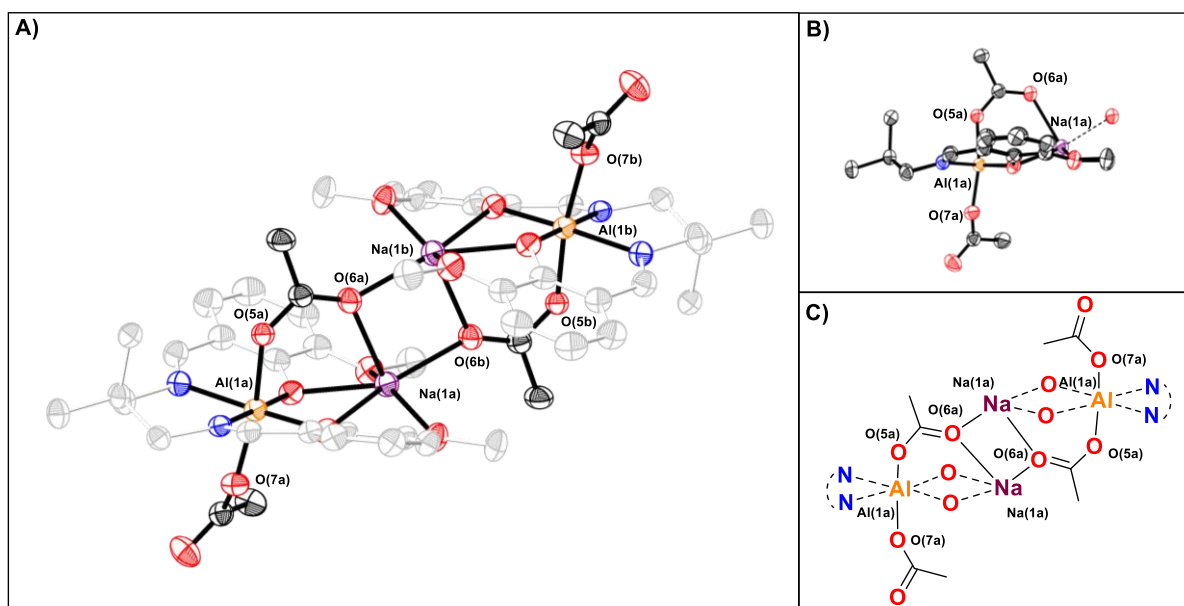 A)
O(7b)
Al(1b)
Na(1b)
O(6a)
O(5a)
O(5b)
O(6b)
Al(1a)
Na(1a)
O(7a)
B)
O(6a)
O(5a)
Na(1a)
Al(1a)
O(7a)
C)
O
O
O(7a)
Na(1a)
O
Al(1a)
N
Na
Al
O(6a)
O
N
O
O(5a)
O(6a)
O
O(5a)
O
O
N
O
Al
Na
N
O
Al(1a)
Na(1a)
O
O(7a)
O